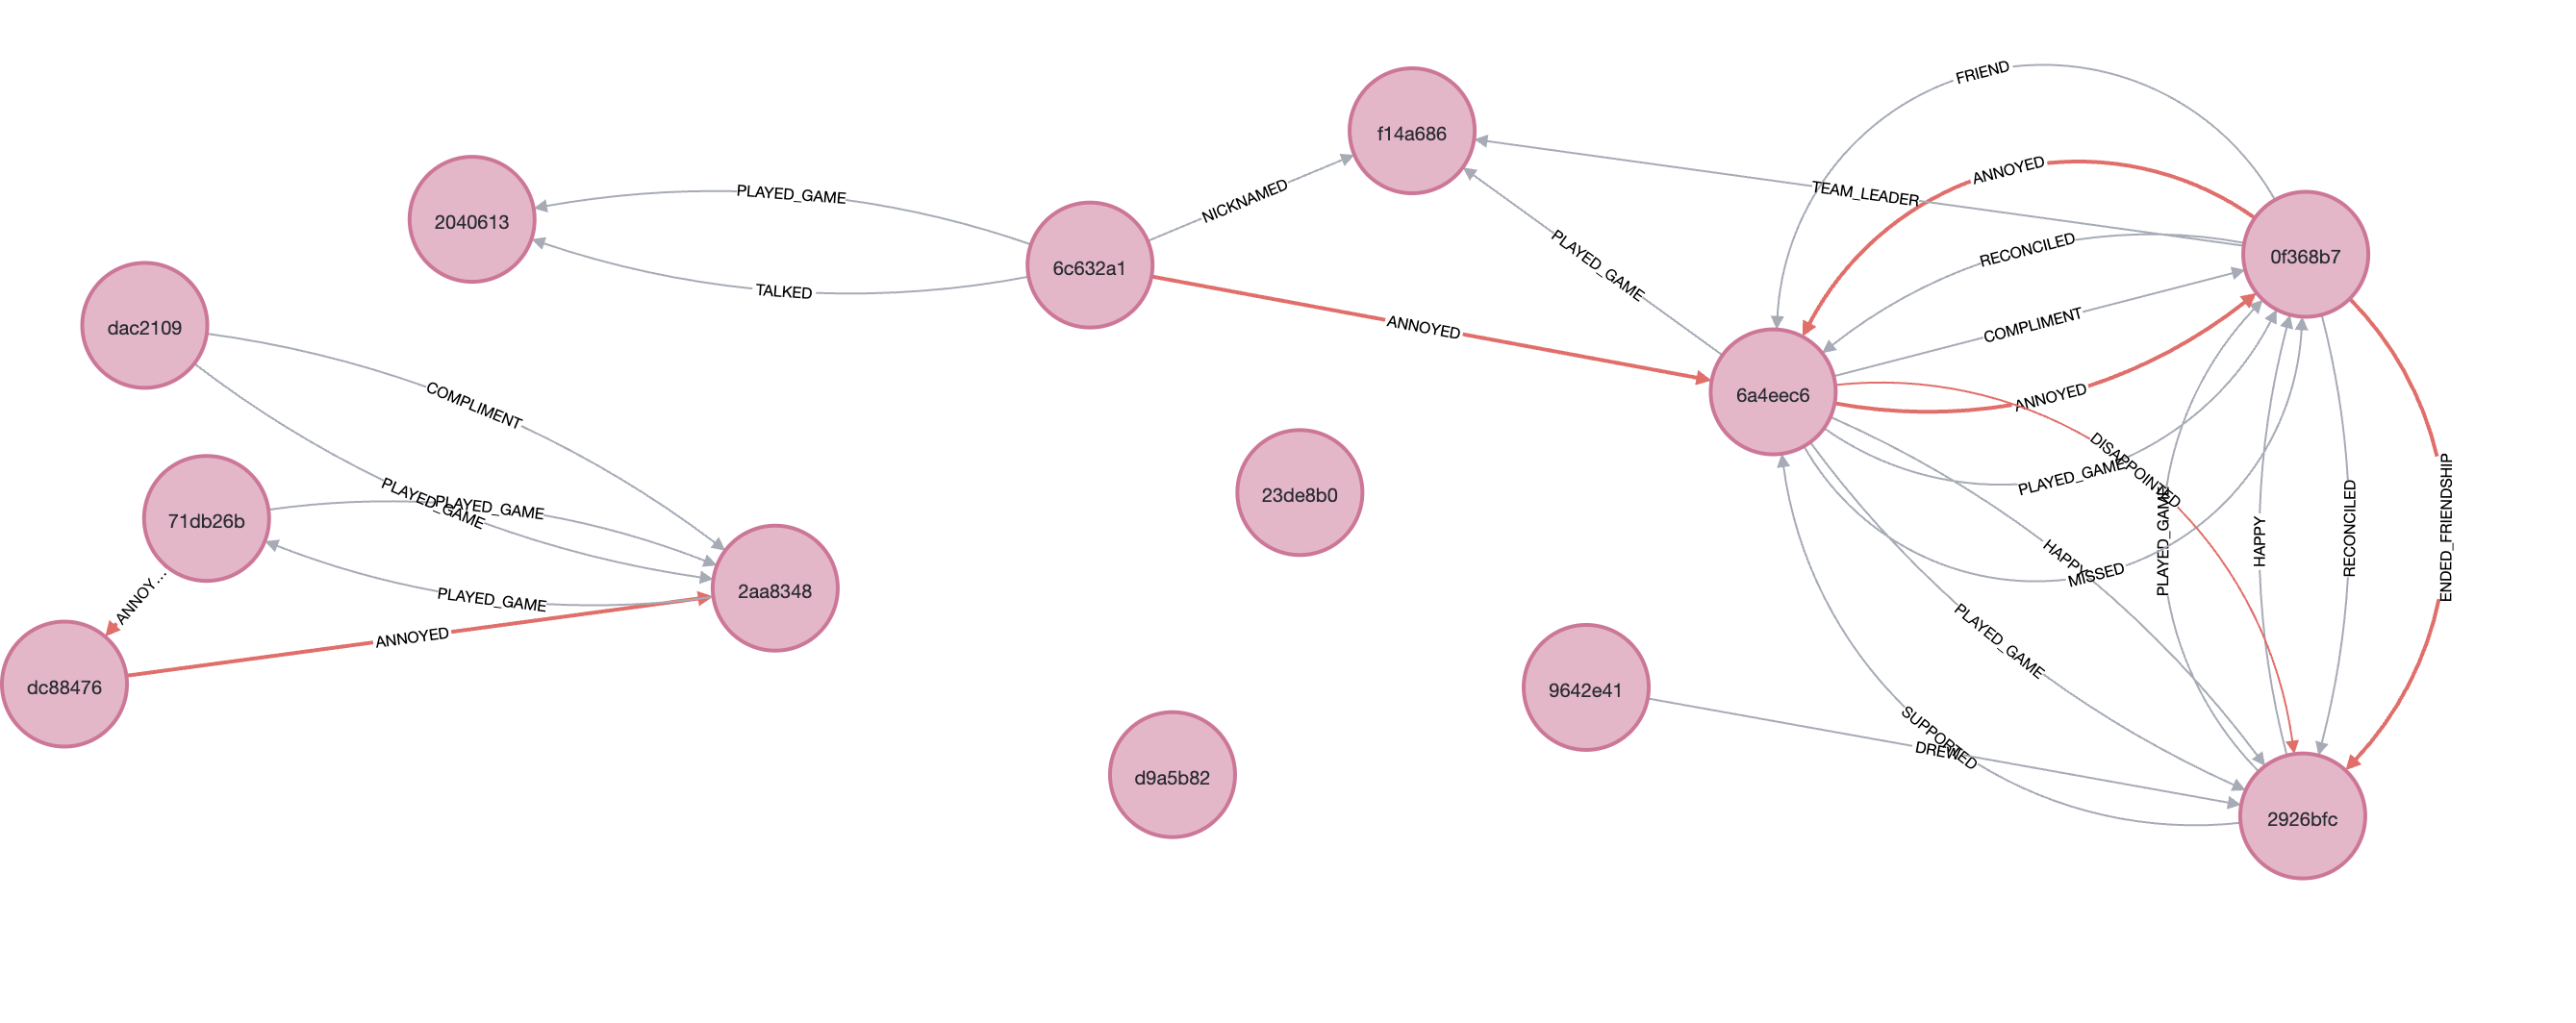 FRIEND
f14a686
ANNOYED
PLAYED_GAME
NICKNAMED
TEAM_LEADER
2040613
6c632a1
RECONCILED
0f368b7
PLAYED_GAME
TALKED
dac2109
ANNOYED
COMPLIMENT
6a4eec6
ANNOYED
COMPLIMENT
DISAPPOINTED
PLAYED_GAME
23de8b0
PLAYED_GAME
PLAYED_GAME
71db26b
PLAYED_GAME
HAPPY
RECONCILED
ENDED_FRIENDSHIP
HAPPY
MISSED
ANNOY...
PLAYED_GAME
2aa8348
ANNOYED
PLAYED_GAME
dc88476
9642e41
SUPPORTED
DREW
d9a5b82
2926bfc